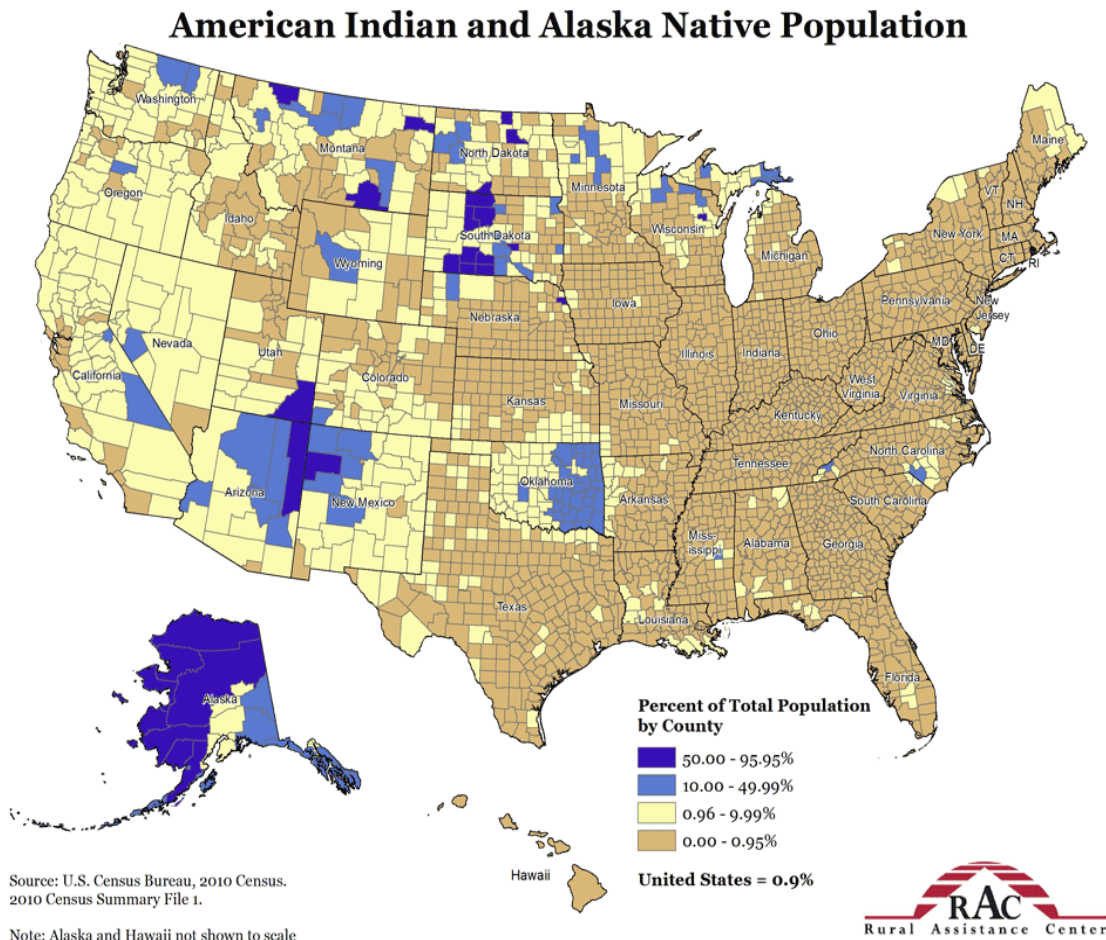 American Indian and Alaska Native Population
Washington
Montana
North Dakota
Minnesota
Maine
Oregon
Idaho
South Dakota
Wisconsin
VT
NH
Wyoming
Michigan
New York
MA
CT
RI
Nebraska
Iowa
Pennsylvania
New
Jersey
Nevada
Utah
Illinois
Indiana
Ohio
MD
DE
California
Colorado
West
Virginia
Virginia
Kansas
Missouri
Kentucky
North Carolina
Tennessee
Arizona
New Mexico
Oklahoma
Arkansas
South Carolina
Miss-
issippi
Alabama
Georgia
Texas
Louisiana
Florida
Alaska
Hawaii
Percent of Total Population
by County
50.00 - 95.95%
10.00 - 49.99%
0.96 - 9.99%
0.00 - 0.95%
United States = 0.9%
Source: U.S. Census Bureau, 2010 Census.
2010 Census Summary File 1.
Note: Alaska and Hawaii not shown to scale
RAC
Rural Assistance Center